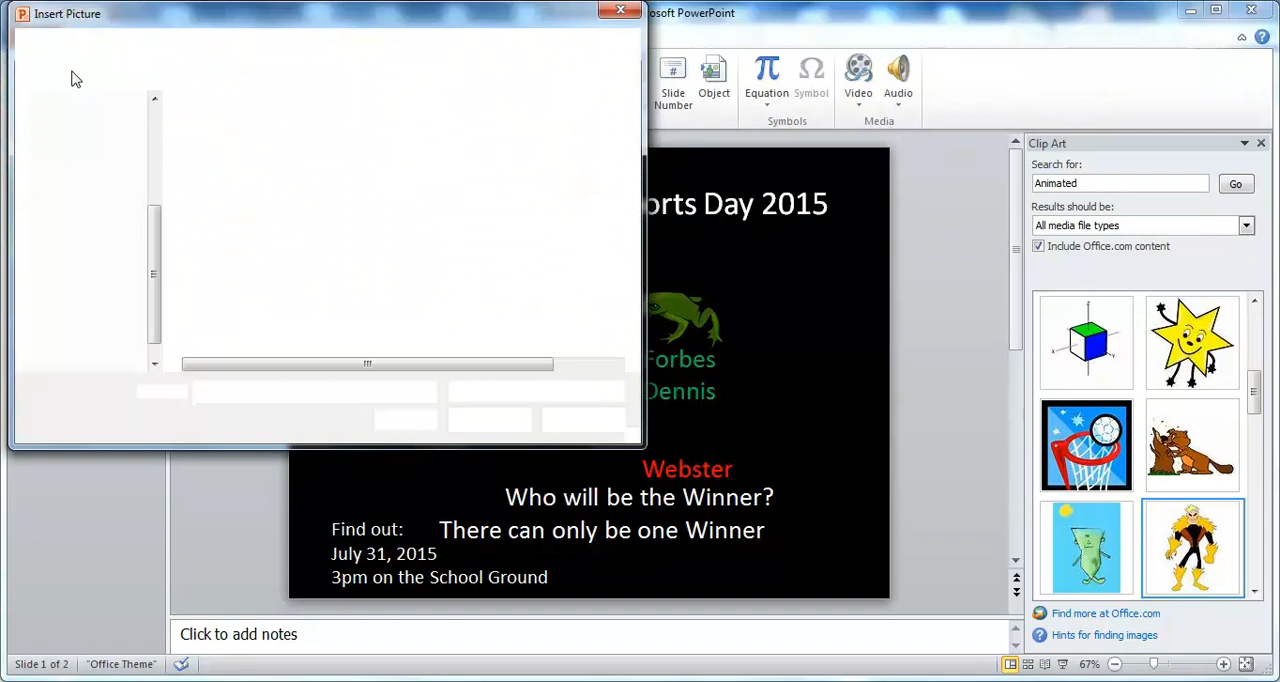 Insert Picture
Microsoft PowerPoint
Slide Number
Object
Equation
Symbol
Video
Audio
Symbols
Media
orts Day 2015
Forbes
Dennis
Webster
Who will be the Winner?
Find out:
There can only be one Winner
July 31, 2015
3pm on the School Ground
Click to add notes
Clip Art
Search for:
Animated
Go
Results should be:
All media file types
Include Office.com content
Find more at Office.com
Hints for finding images
Slide 1 of 2
"Office Theme"
67%